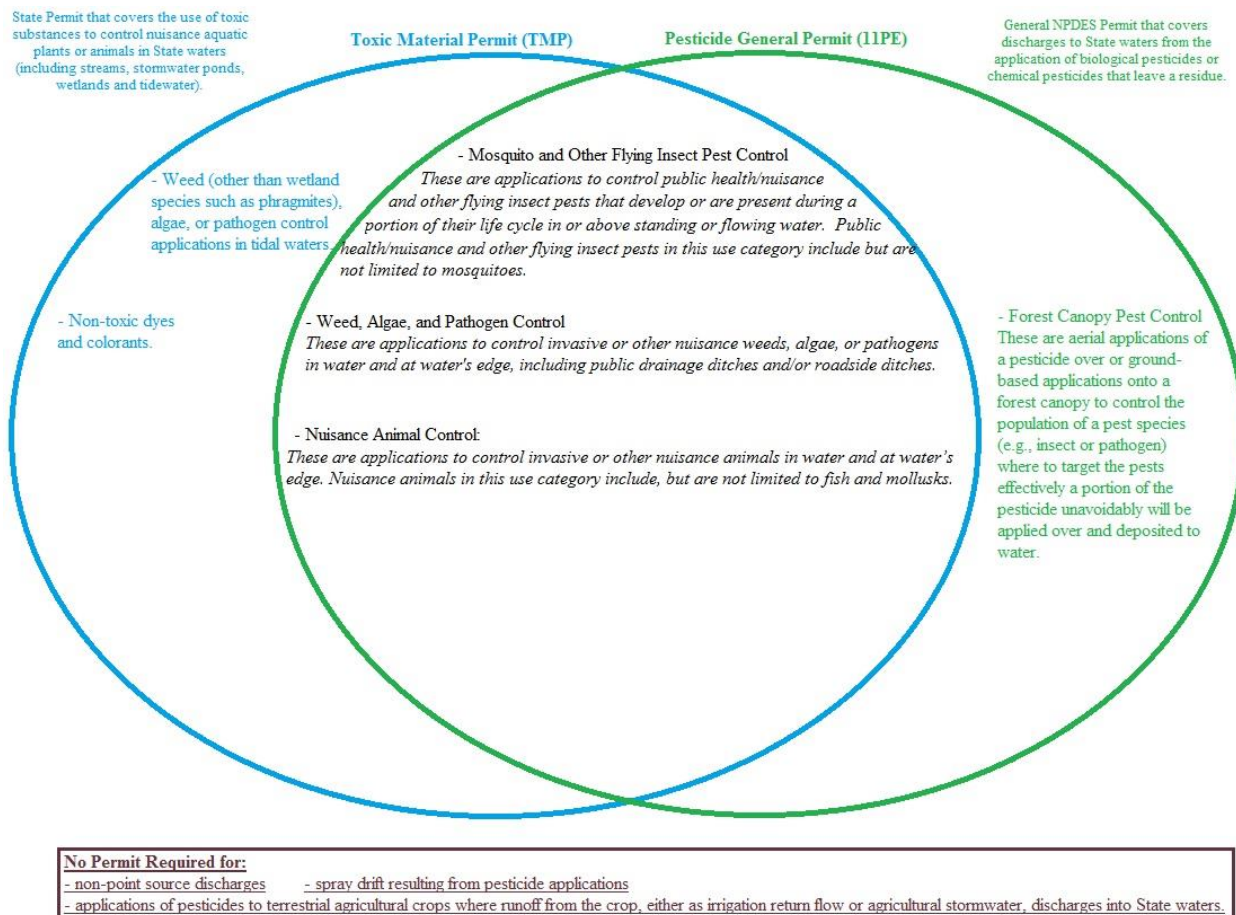 State Permit that covers the use of toxic
substances to control nuisance aquatic
plants or animals in State waters
(including streams, stormwater ponds,
wetlands and tidewater).
Toxic Material Permit (TMP)
Pesticide General Permit (11PE)
General NPDES Permit that covers
discharges to State waters from the
application of biological pesticides or
chemical pesticides that leave a residue.
- Weed (other than wetland
species such as phragmites),
algae, or pathogen control
applications in tidal waters.
- Non-toxic dyes
and colorants.
- Mosquito and Other Flying Insect Pest Control
These are applications to control public health/nuisance
and other flying insect pests that develop or are present during a
portion of their life cycle in or above standing or flowing water. Public
health/nuisance and other flying insect pests in this use category include but are
not limited to mosquitoes.
- Weed, Algae, and Pathogen Control
These are applications to control invasive or other nuisance weeds, algae, or pathogens
in water and at water's edge, including public drainage ditches and/or roadside ditches.
- Nuisance Animal Control:
These are applications to control invasive or other nuisance animals in water and at water's
edge. Nuisance animals in this use category include, but are not limited to fish and mollusks.
- Forest Canopy Pest Control
These are aerial applications of
a pesticide over or ground-
based applications onto a
forest canopy to control the
population of a pest species
(e.g., insect or pathogen)
where to target the pests
effectively a portion of the
pesticide unavoidably will be
applied over and deposited to
water.
No Permit Required for:
- non-point source discharges - spray drift resulting from pesticide applications
- applications of pesticides to terrestrial agricultural crops where runoff from the crop, either as irrigation return flow or agricultural stormwater, discharges into State waters.